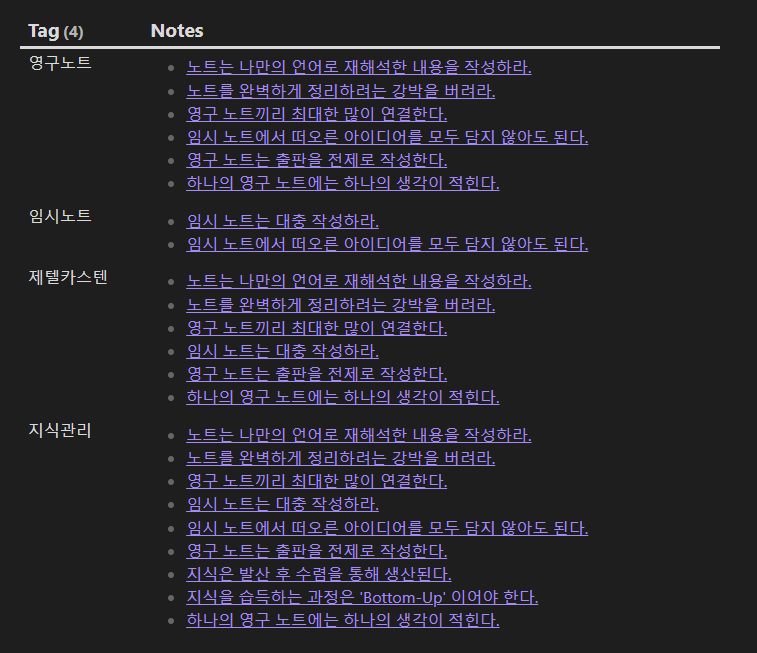 Tag (4) Notes
영구노트
노트는 나만의 언어로 재해석한 내용을 작성하라.
노트를 완벽하게 정리하려는 강박을 버려라.
영구 노트끼리 최대한 많이 연결한다.
임시 노트에서 떠오른 아이디어를 모두 담지 않아도 된다.
영구 노트는 출판을 전제로 작성한다.
하나의 영구 노트에는 하나의 생각이 적힌다.
임시노트
임시 노트는 대충 작성하라.
임시 노트에서 떠오른 아이디어를 모두 담지 않아도 된다.
제텔카스텐
노트는 나만의 언어로 재해석한 내용을 작성하라.
노트를 완벽하게 정리하려는 강박을 버려라.
영구 노트끼리 최대한 많이 연결한다.
임시 노트는 대충 작성하라.
영구 노트는 출판을 전제로 작성한다.
하나의 영구 노트에는 하나의 생각이 적힌다.
지식관리
노트는 나만의 언어로 재해석한 내용을 작성하라.
노트를 완벽하게 정리하려는 강박을 버려라.
영구 노트끼리 최대한 많이 연결한다.
임시 노트는 대충 작성하라.
임시 노트에서 떠오른 아이디어를 모두 담지 않아도 된다.
영구 노트는 출판을 전제로 작성한다.
지식은 발산 후 수렴을 통해 생산된다.
지식을 습득하는 과정은 'Bottom-Up' 이어야 한다.
하나의 영구 노트에는 하나의 생각이 적힌다.